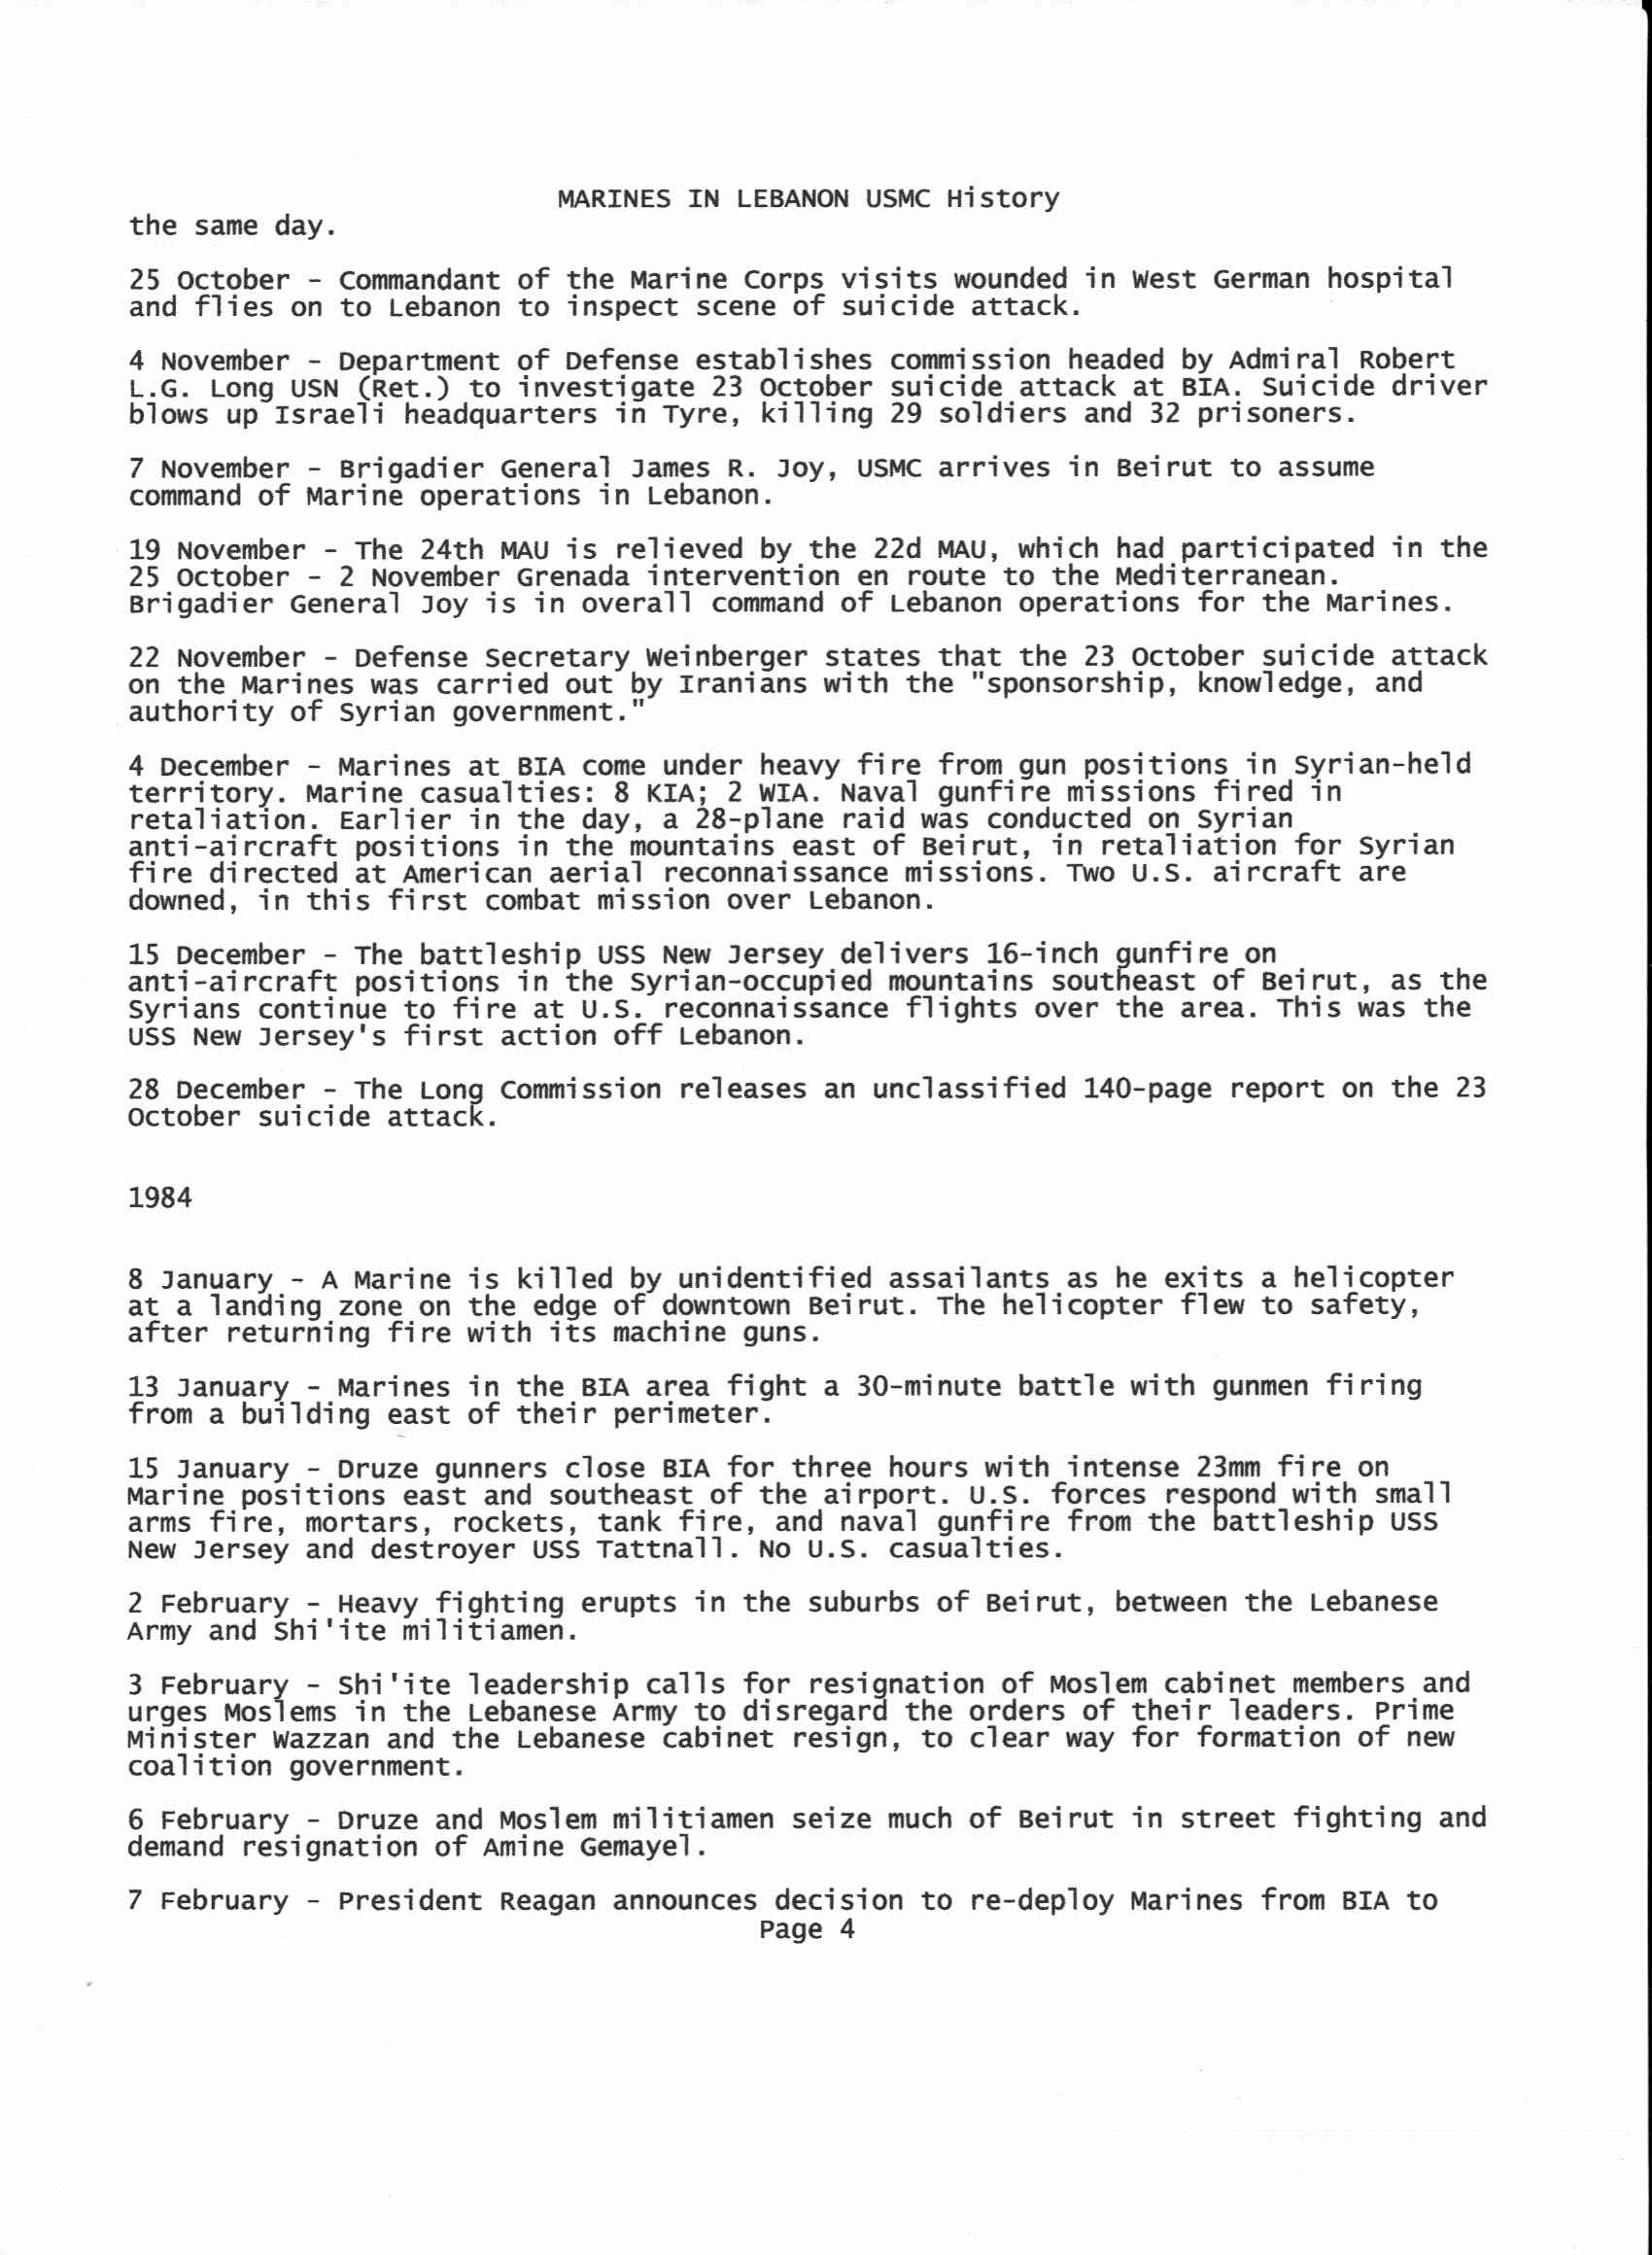 MARINES IN LEBANON USMC History
the same day.
25 October - Commandant of the Marine Corps visits wounded in West German hospital
and flies on to Lebanon to inspect scene of suicide attack.
4 November - Department of Defense establishes commission headed by Admiral Robert
L.G. Long USN (Ret.) to investigate 23 October suicide attack at BIA. Suicide driver
blows up Israeli headquarters in Tyre, killing 29 soldiers and 32 prisoners.
7 November - Brigadier General James R. Joy, USMC arrives in Beirut to assume
command of Marine operations in Lebanon.
19 November - The 24th MAU is relieved by the 22d MAU, which had participated in the
25 October - 2 November Grenada intervention en route to the Mediterranean.
Brigadier General Joy is in overall command of Lebanon operations for the Marines.
22 November - Defense Secretary Weinberger states that the 23 October suicide attack
on the Marines was carried out by Iranians with the "sponsorship, knowledge, and
authority of Syrian government."
4 December - Marines at BIA come under heavy fire from gun positions in Syrian-held
territory. Marine casualties: 8 KIA; 2 WIA. Naval gunfire missions fired in
retaliation. Earlier in the day, a 28-plane raid was conducted on Syrian
anti-aircraft positions in the mountains east of Beirut, in retaliation for Syrian
fire directed at American aerial reconnaissance missions. Two U.S. aircraft are
downed, in this first combat mission over Lebanon.
15 December - The battleship USS New Jersey delivers 16-inch gunfire on
anti-aircraft positions in the Syrian-occupied mountains southeast of Beirut, as the
Syrians continue to fire at U.S. reconnaissance flights over the area. This was the
USS New Jersey's first action off Lebanon.
28 December - The Long Commission releases an unclassified 140-page report on the 23
October suicide attack.
1984
8 January - A Marine is killed by unidentified assailants as he exits a helicopter
at a landing zone on the edge of downtown Beirut. The helicopter flew to safety,
after returning fire with its machine guns.
13 January - Marines in the BIA area fight a 30-minute battle with gunmen firing
from a building east of their perimeter.
15 January - Druze gunners close BIA for three hours with intense 23mm fire on
Marine positions east and southeast of the airport. U.S. forces respond with small
arms fire, mortars, rockets, tank fire, and naval gunfire from the battleship USS
New Jersey and destroyer USS Tattnall. No U.S. casualties.
2 February - Heavy fighting erupts in the suburbs of Beirut, between the Lebanese
Army and Shi'ite militiamen.
3 February - Shi'ite leadership calls for resignation of Moslem cabinet members and
urges Moslems in the Lebanese Army to disregard the orders of their leaders. Prime
Minister Wazzan and the Lebanese cabinet resign, to clear way for formation of new
coalition government.
6 February - Druze and Moslem militiamen seize much of Beirut in street fighting and
demand resignation of Amine Gemayel.
7 February - President Reagan announces decision to re-deploy Marines from BIA to
Page 4